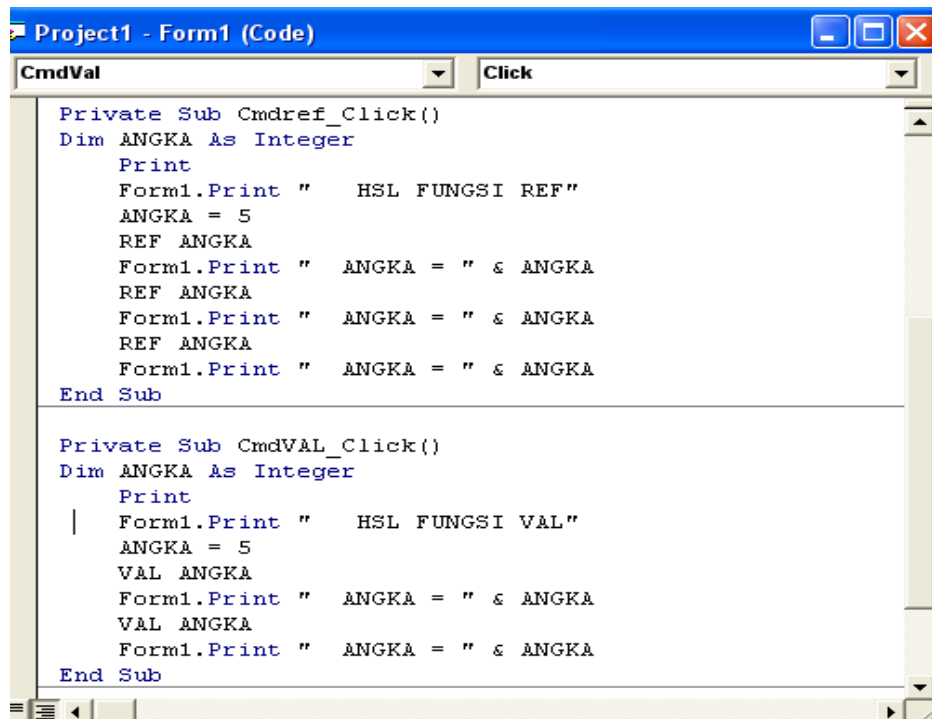 Project1 - Form1 (Code)
CmdVal Click
Private Sub Cmdref_Click()
Dim ANGKA As Integer
Print
Form1.Print "   HSL FUNGSI REF"
ANGKA = 5
REF ANGKA
Form1.Print "  ANGKA = " & ANGKA
REF ANGKA
Form1.Print "  ANGKA = " & ANGKA
REF ANGKA
Form1.Print "  ANGKA = " & ANGKA
End Sub
Private Sub CmdVAL_Click()
Dim ANGKA As Integer
Print
Form1.Print "   HSL FUNGSI VAL"
ANGKA = 5
VAL ANGKA
Form1.Print "  ANGKA = " & ANGKA
VAL ANGKA
Form1.Print "  ANGKA = " & ANGKA
End Sub